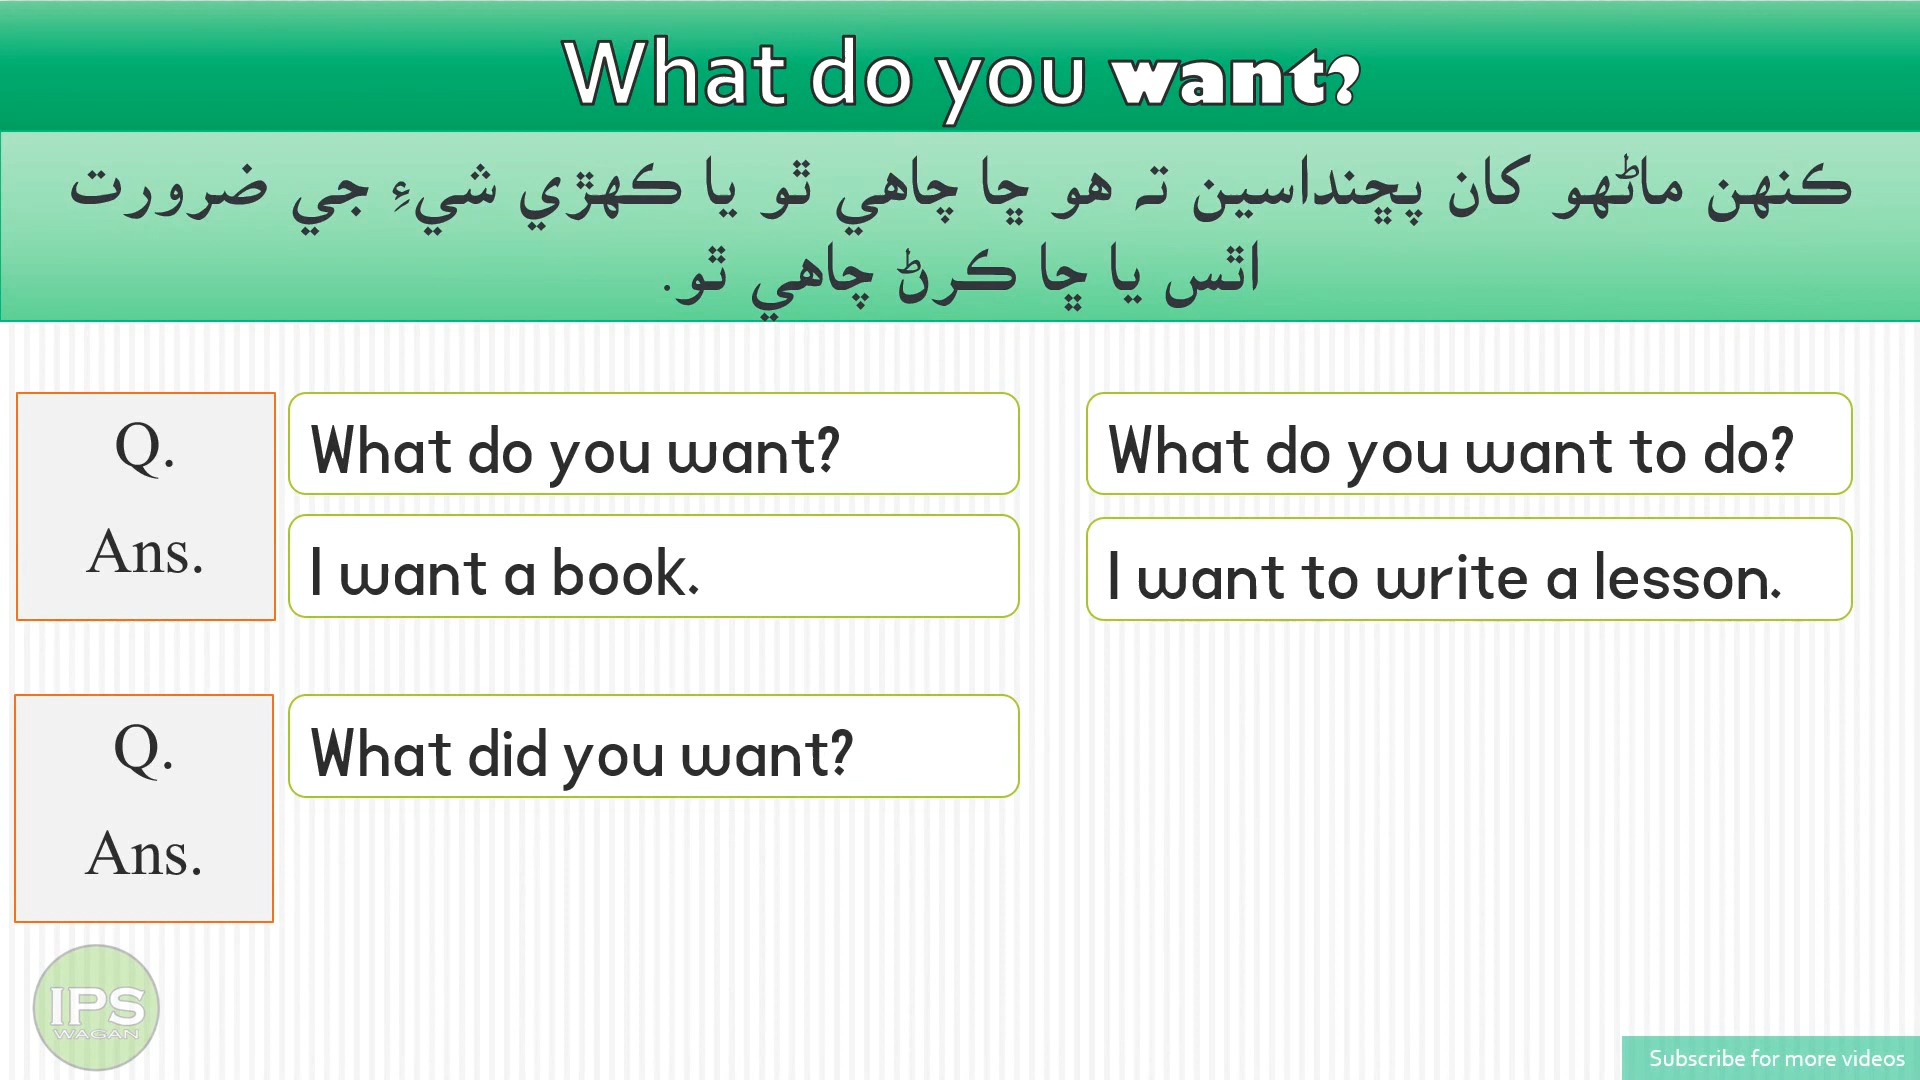 What do you want?
ڪنهن ماڻهو کان پڇنداسين ته هو ڇا چاهي ٿو يا ڪهڙي شيءِ جي ضرورت
اٿس يا ڇا ڪرڻ چاهي ٿو.
Q.
What do you want?
What do you want to do?
Ans.
I want a book.
I want to write a lesson.
Q.
What did you want?
Ans.
IPS
WAGAN
Subscribe for more videos